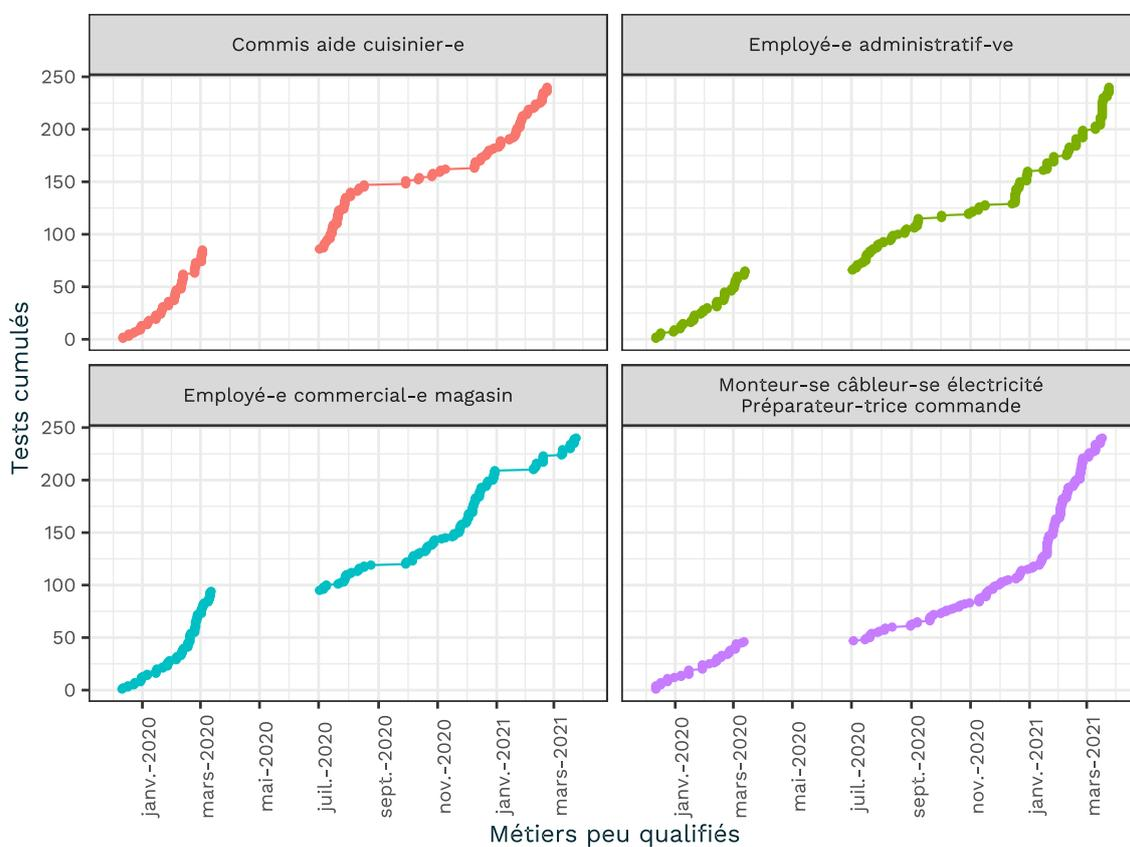 Commis aide cuisinier-e
Employé-e administratif-ve
250
200
150
100
50
0
Tests cumulés
Employé-e commercial-e magasin
Monteur-se câbleur-se électricité
Préparateur-trice commande
250
200
150
100
50
0
janv.-2020
mars-2020
mai-2020
juil.-2020
sept.-2020
nov.-2020
janv.-2021
mars-2021
janv.-2020
mars-2020
mai-2020
juil.-2020
sept.-2020
nov.-2020
janv.-2021
mars-2021
Métiers peu qualifiés